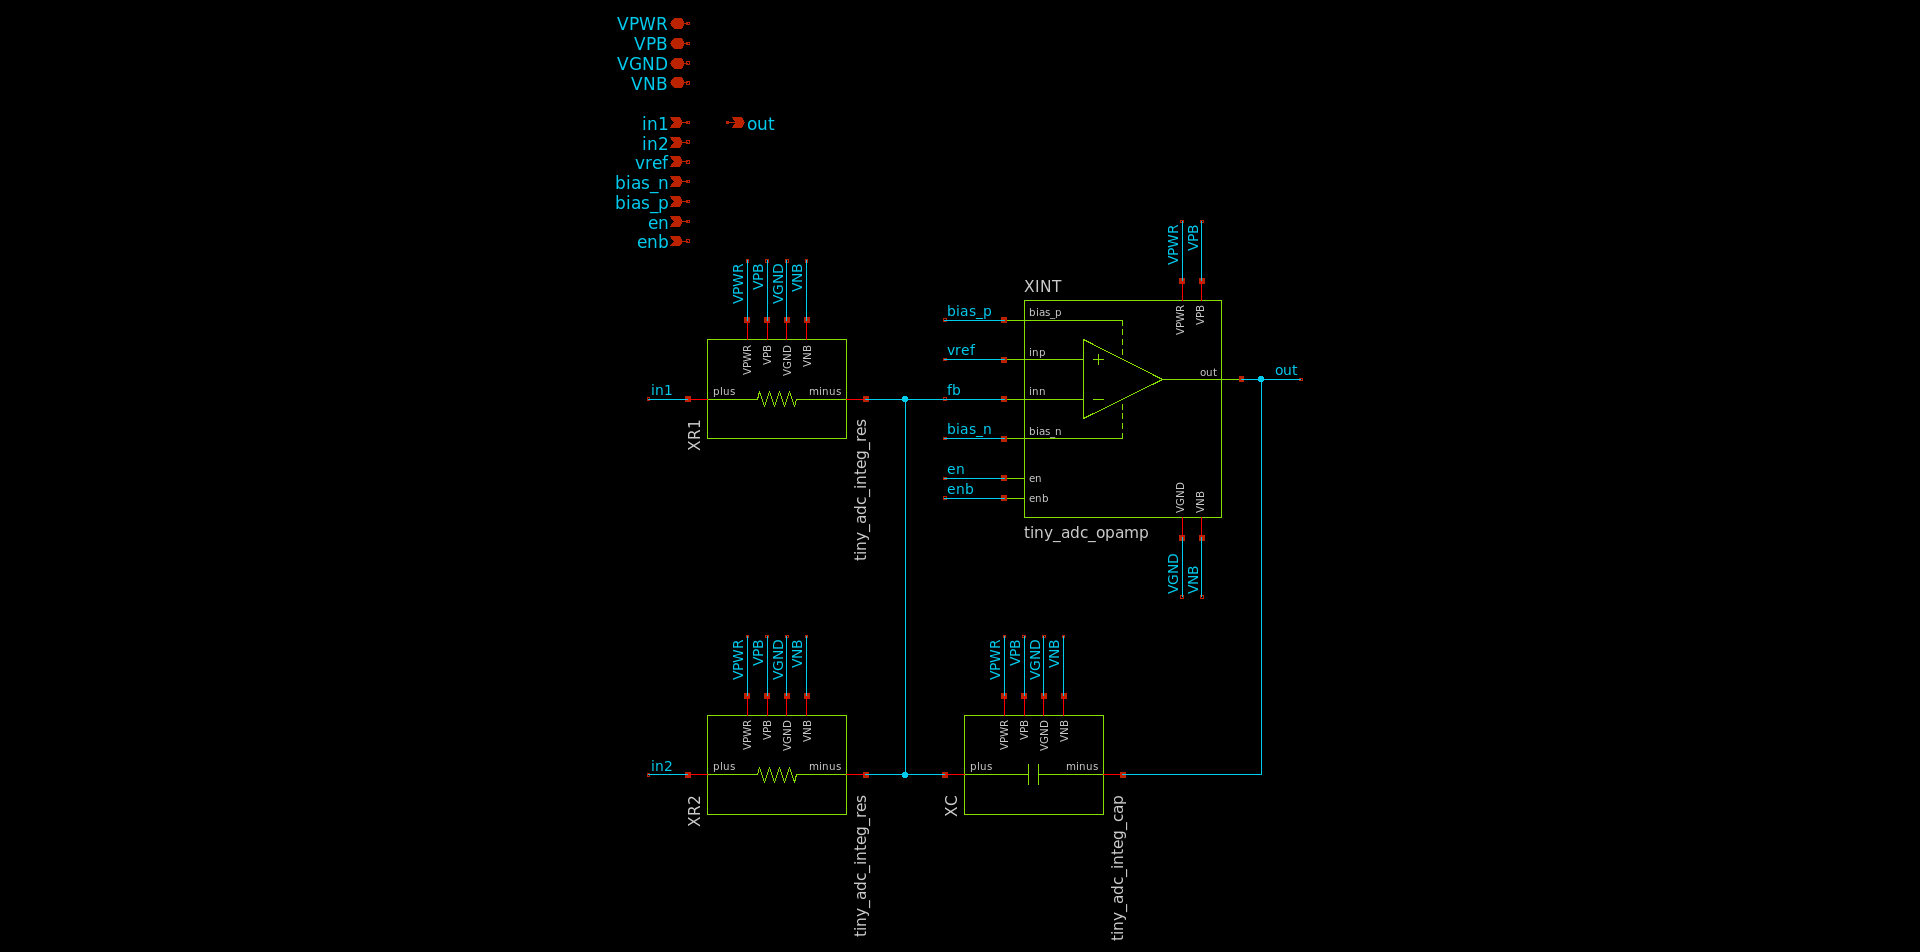 VPWR
VPB
VGND
VNB
in1
out
in2
vref
bias_n
bias_p
en
enb
VPWR
VPB
VGND
VNB
VPWR
VPB
VGND
VNB
plus
minus
in1
XR1
tiny_adc_integ_res
XINT
VPWR
VPB
VPWR
VPB
bias_p
bias_p
vref
inp
fb
inn
bias_n
bias_n
en
en
enb
enb
out
out
VGND
VNB
tiny_adc_opamp
VGND
VNB
VPWR
VPB
VGND
VNB
VPWR
VPB
VGND
VNB
in2
plus
minus
XR2
tiny_adc_integ_res
VPWR
VPB
VGND
VNB
VPWR
VPB
VGND
VNB
plus
minus
XC
tiny_adc_integ_cap